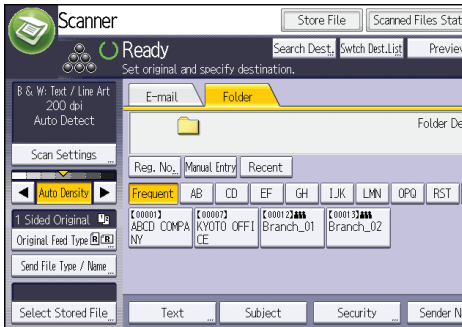 Scanner
Store File
Scanned Files Stat
Ready
Search Dest.
Swtch Dest.List
Previe
Set original and specify destination.
B & W: Text / Line Art
200 dpi
Auto Detect
Scan Settings
Auto Density
1 Sided Original
Original Feed Type
Send File Type / Name
Select Stored File
E-mail
Folder
Folder De
Reg. No.
Manual Entry
Recent
Frequent
AB
CD
EF
GH
IJK
LMN
OPQ
RST
[00001]
ABCD COMPA
NY
[00007]
KYOTO OFFI
CE
[00012]
Branch_01
[00013]
Branch_02
Text
Subject
Security
Sender N